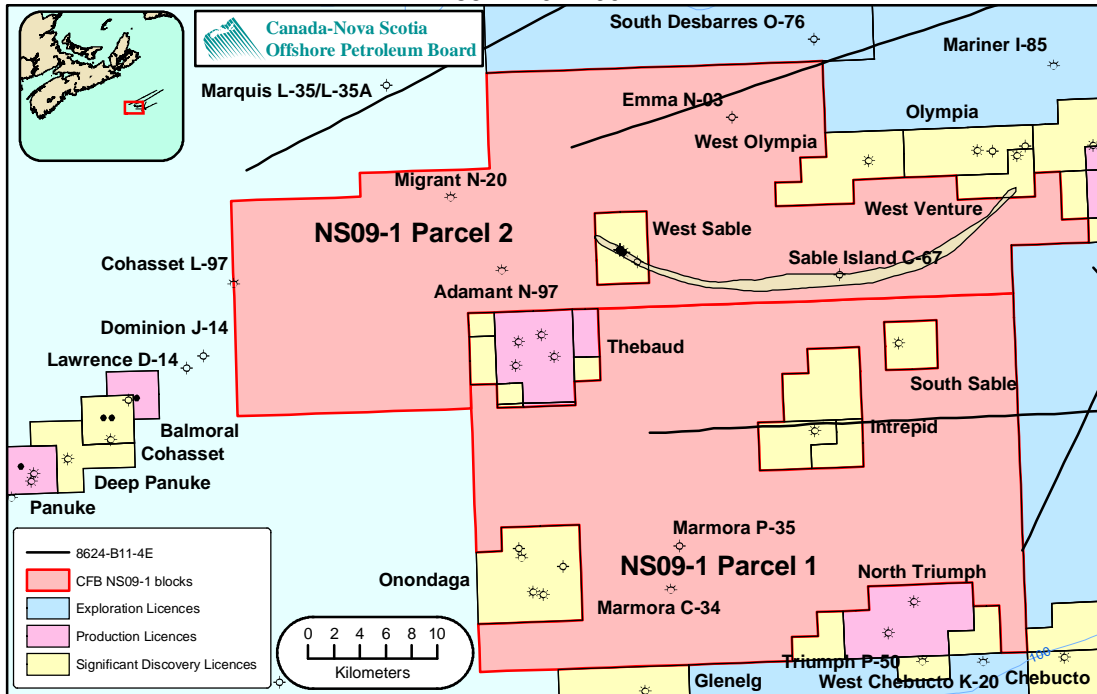 Canada-Nova Scotia
Offshore Petroleum Board
South Desbarres O-76
Mariner I-85
Marquis L-35/L-35A
Emma N-03
Olympia
West Olympia
Migrant N-20
NS09-1 Parcel 2
West Venture
West Sable
Sable Island C-67
Cohasset L-97
Adamant N-97
Dominion J-14
Thebaud
Lawrence D-14
South Sable
Balmoral
Intrepid
Cohasset
Deep Panuke
Panuke
Marmora P-35
8624-B11-4E
CFB NS09-1 blocks
Exploration Licences
Production Licences
Significant Discovery Licences
Onondaga
NS09-1 Parcel 1
North Triumph
Marmora C-34
0 2 4 6 8 10
Kilometers
Triumph P-50
100
Glenelg
West Chebucto K-20
Chebucto